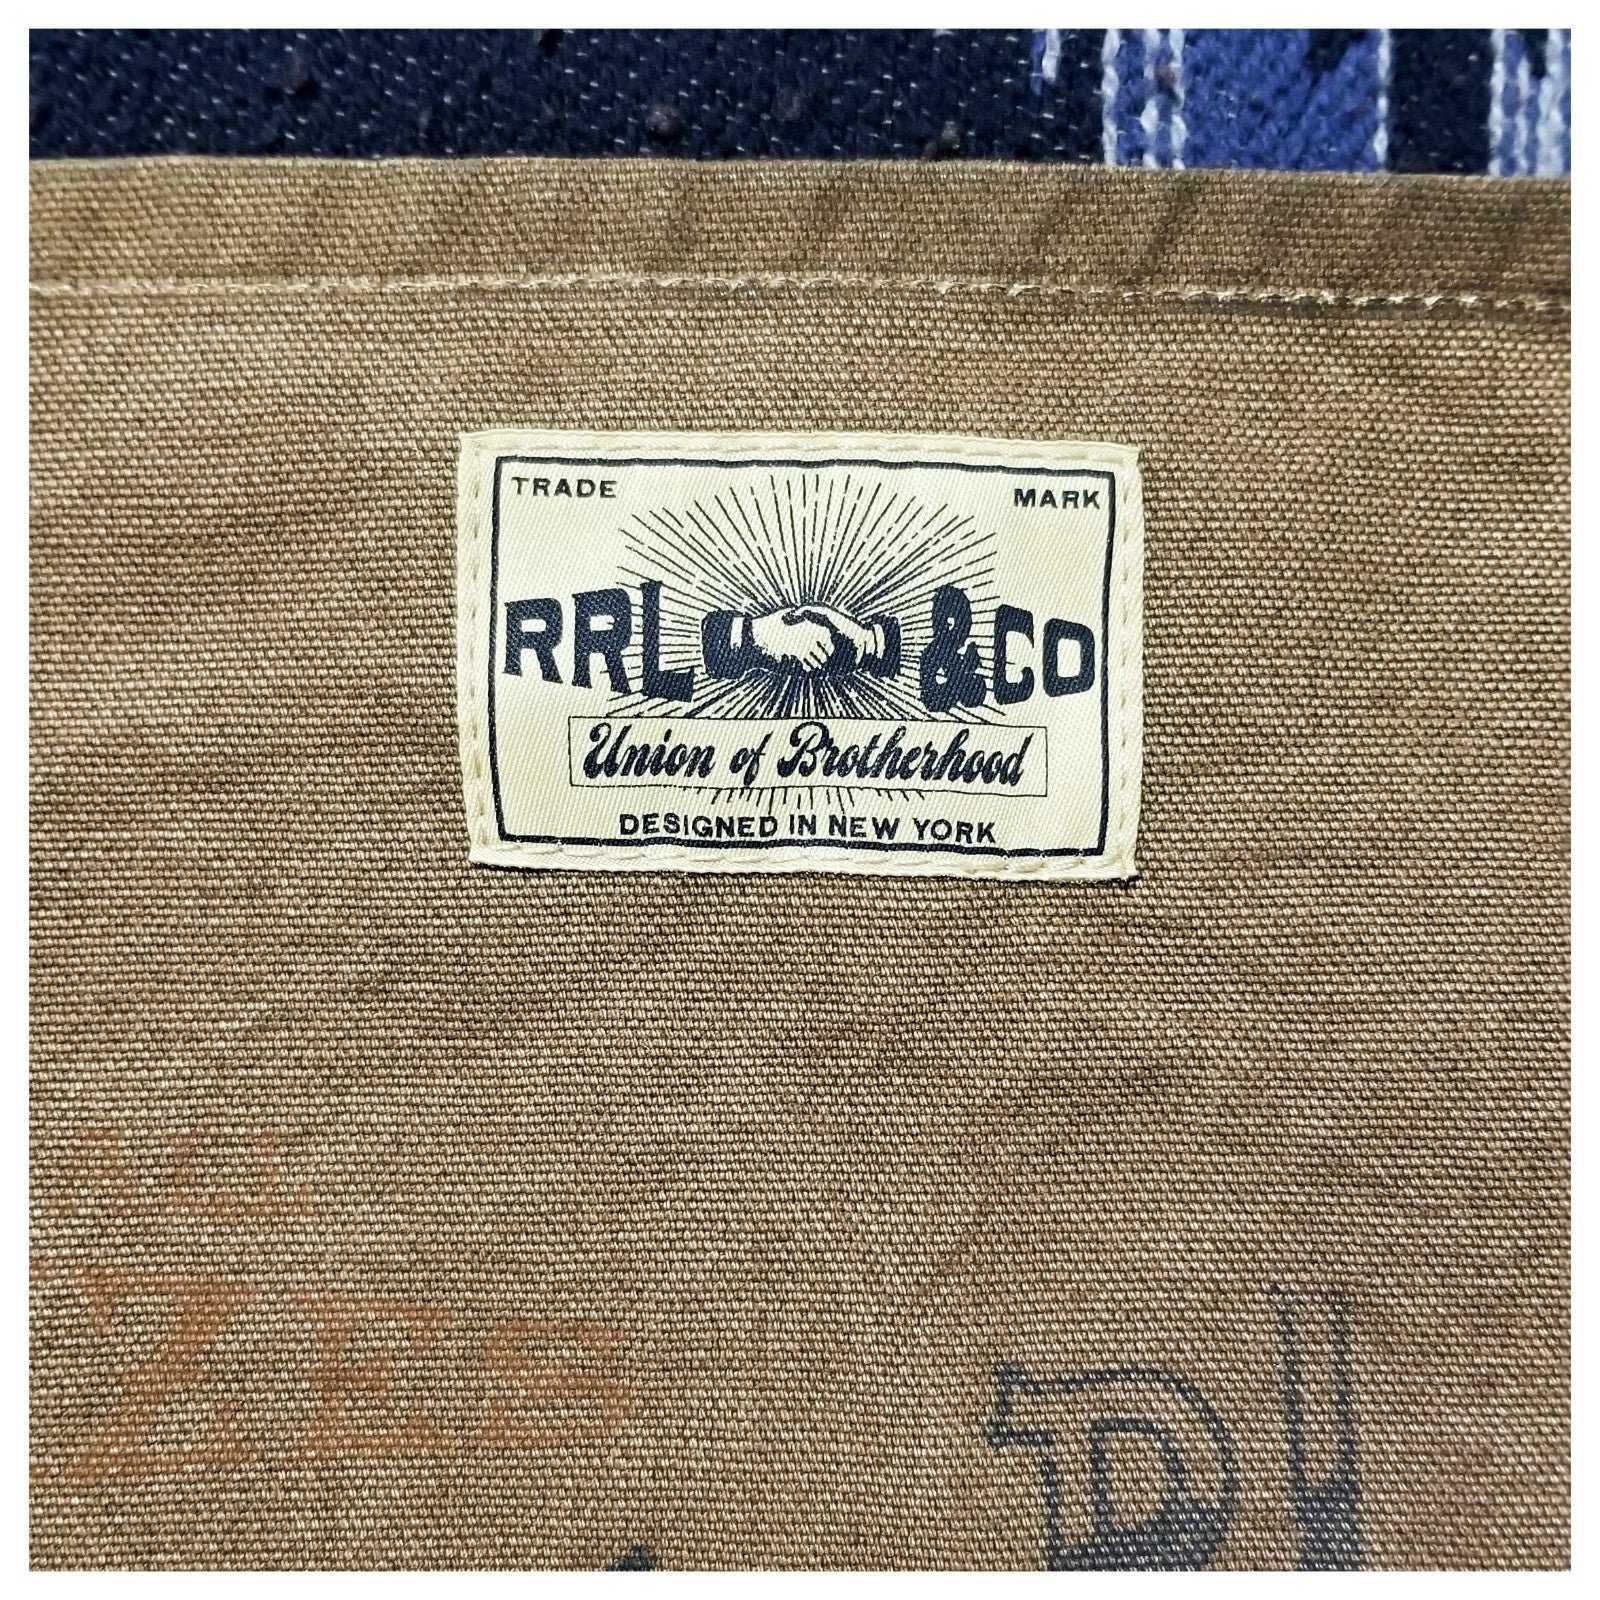 TRADE MARK
RRL & CO
Union of Brotherhood
DESIGNED IN NEW YORK